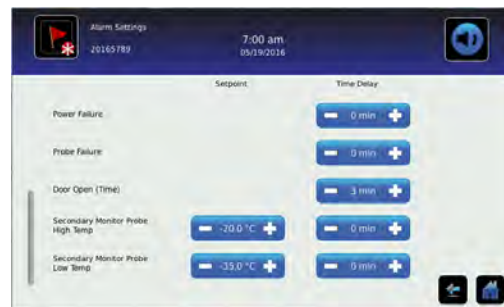 Alarm Settings
20165789
7:00 am
05/19/2016
Setpoint
Time Delay
Power Failure
0 min
Probe Failure
0 min
Door Open (Time)
3 min
Secondary Monitor Probe
High Temp
-20.0 °C
0 min
Secondary Monitor Probe
Low Temp
-35.0 °C
0 min